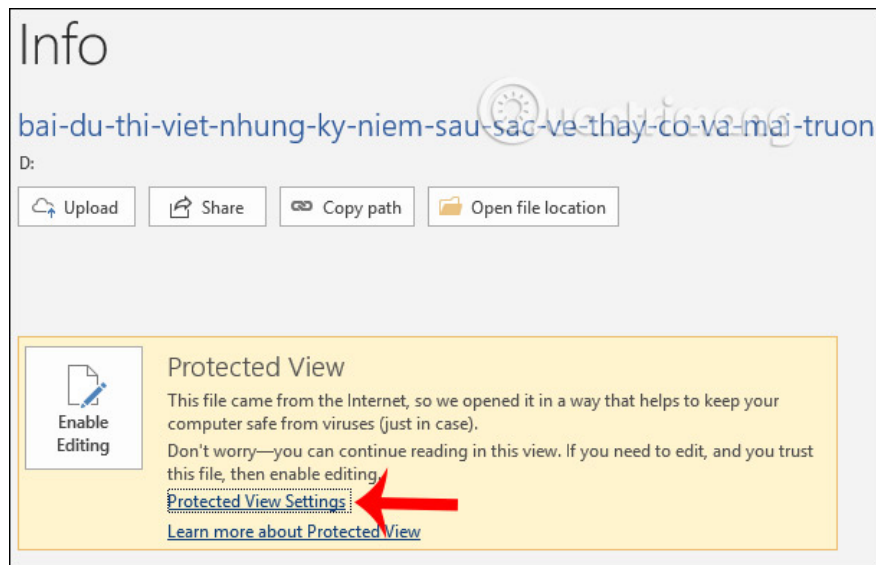 Info
Quantrimang
bai-du-thi-viet-nhung-ky-niem-sau-sac-ve-thay-co-va-mai-truon
D:
Upload Share Copy path Open file location
Protected View
This file came from the Internet, so we opened it in a way that helps to keep your
computer safe from viruses (just in case).
Enable
Editing
Don't worry—you can continue reading in this view. If you need to edit, and you trust
this file, then enable editing.
Protected View Settings
Learn more about Protected View